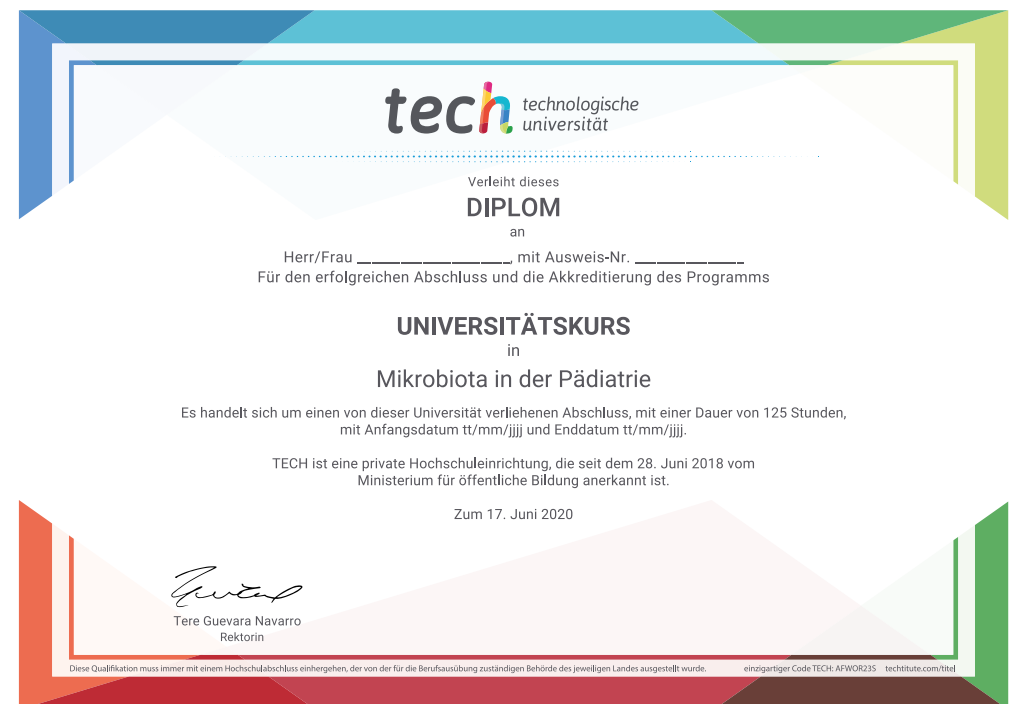 tech technologische
universität
Verleiht dieses
DIPLOM
an
Herr/Frau ____________________, mit Ausweis-Nr. ______________
Für den erfolgreichen Abschluss und die Akkreditierung des Programms
UNIVERSITÄTSKURS
in
Mikrobiota in der Pädiatrie
Es handelt sich um einen von dieser Universität verliehenen Abschluss, mit einer Dauer von 125 Stunden,
mit Anfangsdatum tt/mm/jjjj und Enddatum tt/mm/jjjj.
TECH ist eine private Hochschuleinrichtung, die seit dem 28. Juni 2018 vom
Ministerium für öffentliche Bildung anerkannt ist.
Zum 17. Juni 2020
Tere Guevara Navarro
Rektorin
Diese Qualifikation muss immer mit einem Hochschulabschluss einhergehen, der von der für die Berufsausübung zuständigen Behörde des jeweiligen Landes ausgestellt wurde. einzigartiger Code TECH: AFWOR23S techtitute.com/titel